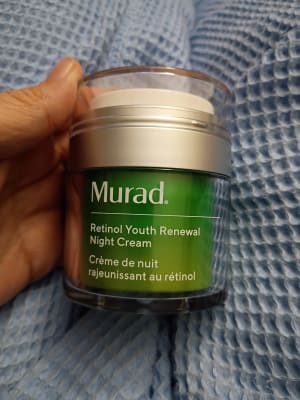 Murad.
Retinol Youth Renewal
Night Cream
Crème de nuit
rajeunissant au rétinol